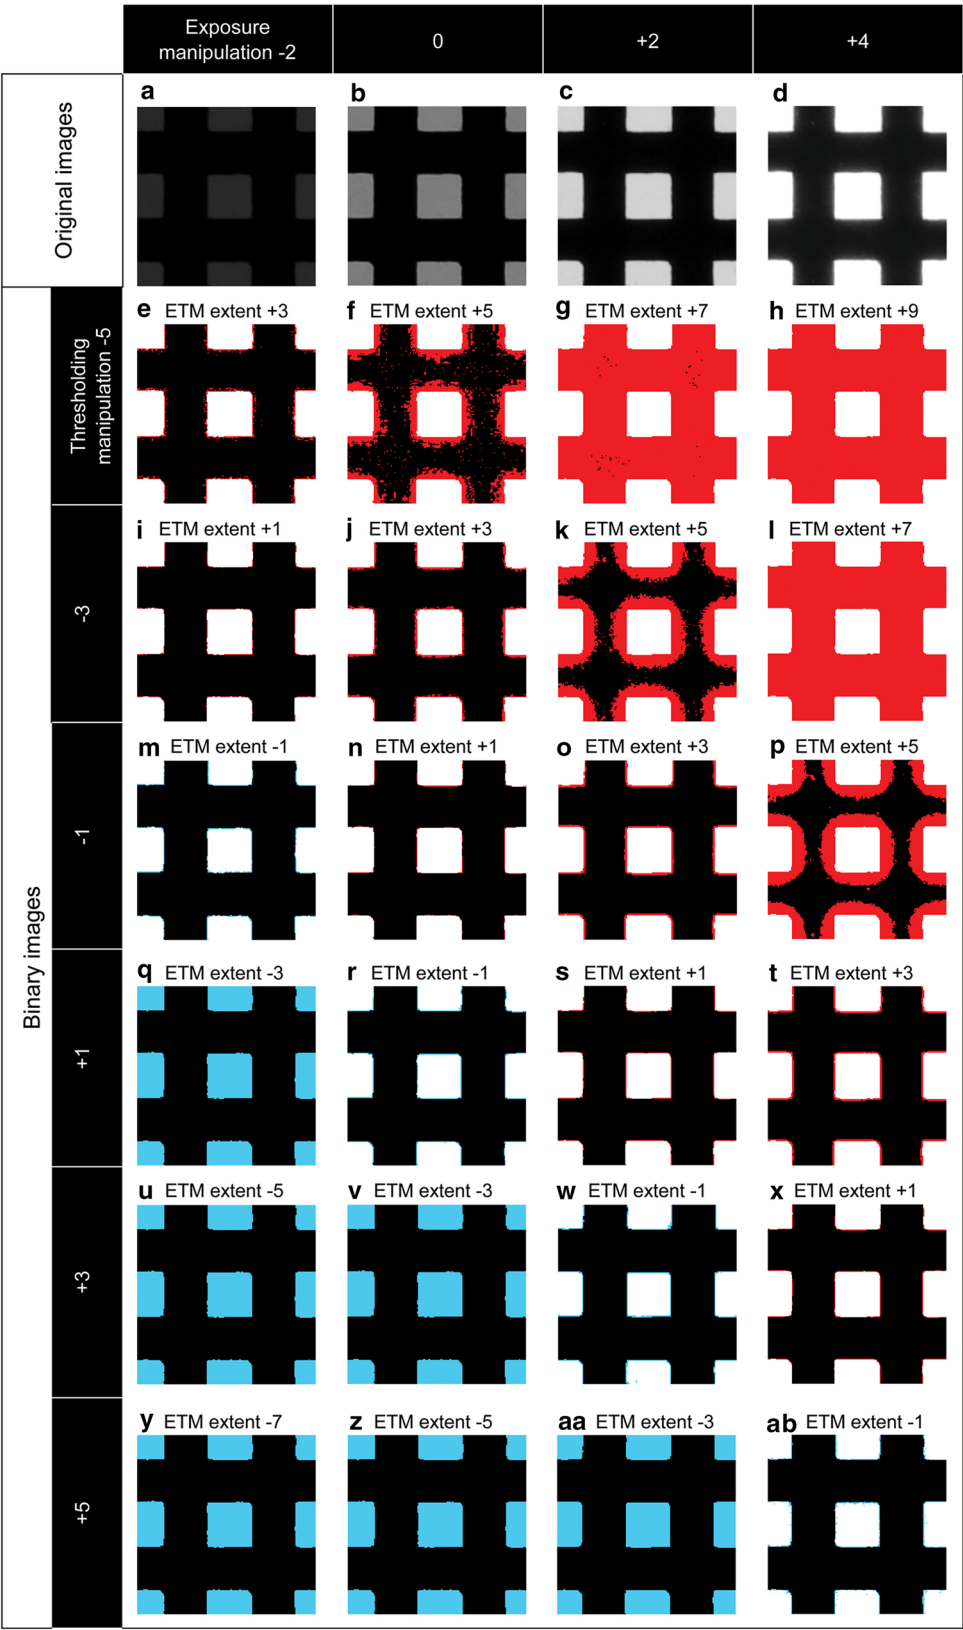 Exposure
manipulation -2
0
+2
+4
Original images
a
b
c
d
Binary images
Thresholding
manipulation -5
e ETM extent +3
f ETM extent +5
g ETM extent +7
h ETM extent +9
-3
i ETM extent +1
j ETM extent +3
k ETM extent +5
l ETM extent +7
-1
m ETM extent -1
n ETM extent +1
o ETM extent +3
p ETM extent +5
+1
q ETM extent -3
r ETM extent -1
s ETM extent +1
t ETM extent +3
+3
u ETM extent -5
v ETM extent -3
w ETM extent -1
x ETM extent +1
+5
y ETM extent -7
z ETM extent -5
aa ETM extent -3
ab ETM extent -1